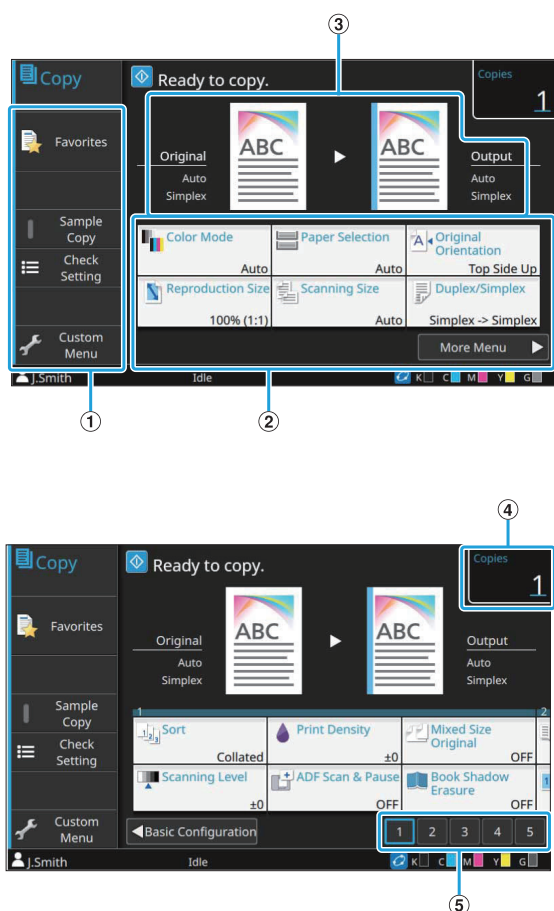 3
Copy
Ready to copy.
Copies
1
Favorites
Original
Auto
Simplex
ABC
ABC
Output
Auto
Simplex
Sample
Copy
Check
Setting
Custom
Menu
Color Mode
Auto
Paper Selection
Auto
Original
Orientation
Top Side Up
Reproduction Size
100% (1:1)
Scanning Size
Auto
Duplex/Simplex
Simplex -> Simplex
More Menu
J.Smith
Idle
K C M Y G
1
2
4
Copy
Ready to copy.
Copies
1
Favorites
Original
Auto
Simplex
ABC
ABC
Output
Auto
Simplex
Sample
Copy
Check
Setting
Custom
Menu
1
2
Sort
Collated
Print Density
±0
Mixed Size
Original
OFF
Scanning Level
±0
ADF Scan & Pause
OFF
Book Shadow
Erasure
OFF
Basic Configuration
1 2 3 4 5
J.Smith
Idle
K C M Y G
5